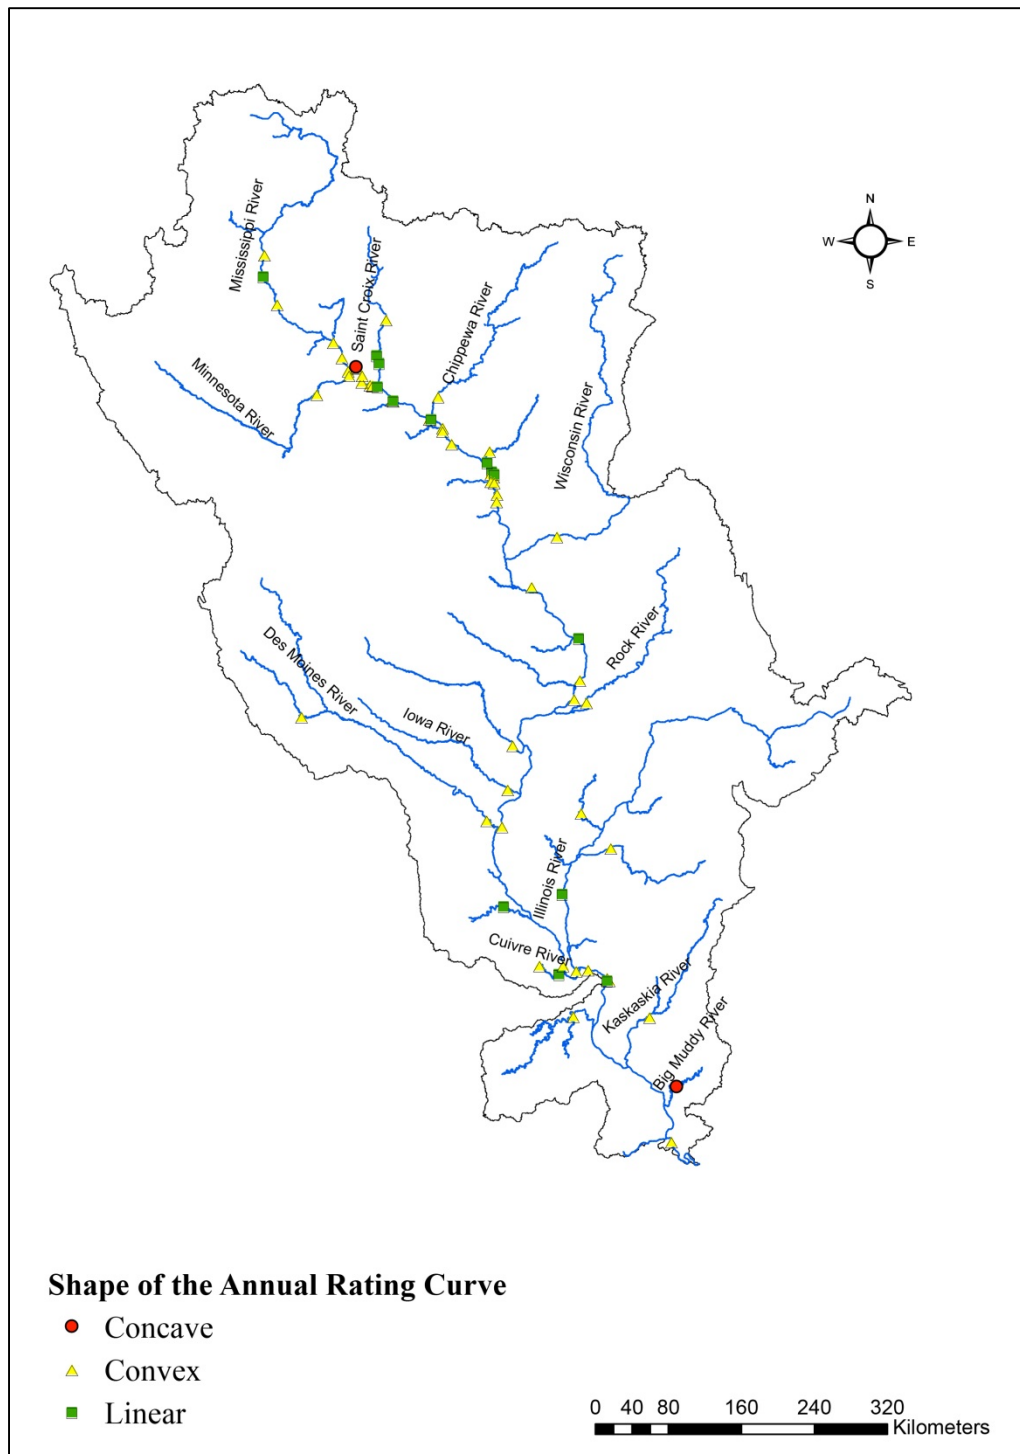 N
W E
S
Mississippi River
Saint Croix River
Chippewa River
Minnesota River
Wisconsin River
Rock River
Des Moines River
Iowa River
Illinois River
Cuivre River
Kaskaskia River
Big Muddy River
Shape of the Annual Rating Curve
Concave
Convex
Linear
0 40 80 160 240 320
Kilometers